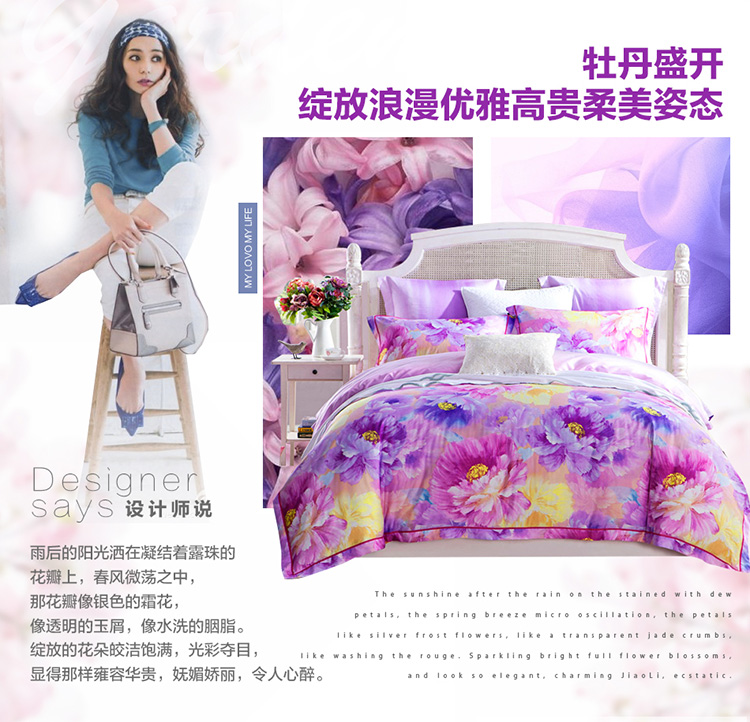 牡丹盛开
绽放浪漫优雅高贵柔美姿态
MY LOVO MY LIFE
Designer
says 设计师说
雨后的阳光洒在凝结着露珠的
花瓣上，春风微荡之中，
那花瓣像银色的霜花，
像透明的玉屑，像水洗的胭脂。
绽放的花朵皎洁饱满，光彩夺目，
显得那样雍容华贵，妩媚娇丽，令人心醉。
The sunshine after the rain on the stained with dew
petals, the spring breeze micro oscillation, the petals
like silver frost flowers, like a transparent jade crumbs,
like washing the rouge. Sparkling bright full flower blossoms,
and look so elegant, charming JiaoLi, ecstatic.